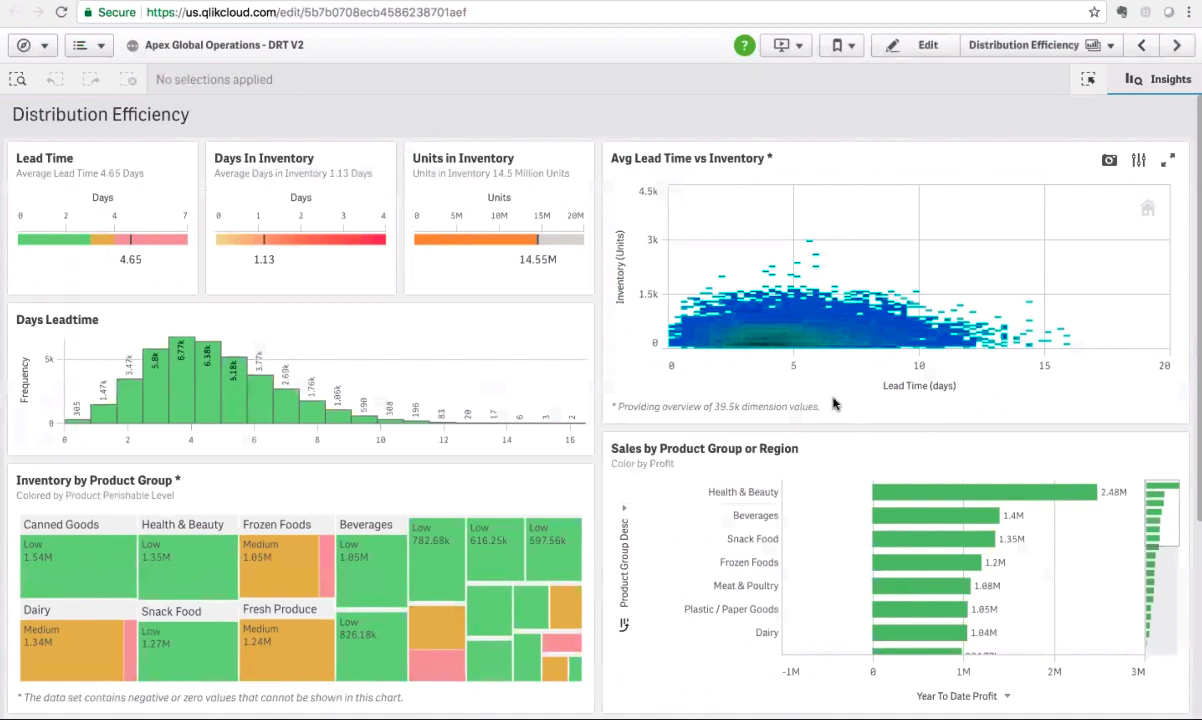 Secure https://us.qlikcloud.com/edit/5b7b0708ecb4586238701aef
Apex Global Operations - DRT V2
?
Edit
Distribution Efficiency
No selections applied
Insights
Distribution Efficiency
Lead Time
Average Lead Time 4.65 Days
Days
0 2 4 7
4.65
Days In Inventory
Average Days in Inventory 1.13 Days
Days
0 1 2 3 4
1.13
Units in Inventory
Units in Inventory 14.5 Million Units
Units
0 5M 10M 15M 20M
14.55M
Avg Lead Time vs Inventory *
Inventory (Units)
4.5k
3k
1.5k
0
0 5 10 15 20
Lead Time (days)
* Providing overview of 39.5k dimension values.
Days Leadtime
Frequency
5k
0
305 1.47k 3.47k 5.8k 6.77k 6.38k 5.18k 3.77k 2.69k 1.76k 1.06k 590 308 196 83 20 17 6 3 2
0 2 4 6 8 10 12 14 16
Inventory by Product Group *
Colored by Product Perishable Level
Canned Goods
Low
1.54M
Health & Beauty
Low
1.35M
Frozen Foods
Medium
1.05M
Beverages
Low
1.05M
Low
782.68k
Low
616.25k
Low
597.56k
Dairy
Medium
1.34M
Snack Food
Low
1.27M
Fresh Produce
Medium
1.24M
Low
826.18k
* The data set contains negative or zero values that cannot be shown in this chart.
Sales by Product Group or Region
Color by Profit
Product Group Desc
Health & Beauty 2.48M
Beverages 1.4M
Snack Food 1.35M
Frozen Foods 1.2M
Meat & Poultry 1.08M
Plastic / Paper Goods 1.05M
Dairy 1.04M
-1M 0 1M 2M 3M
Year To Date Profit